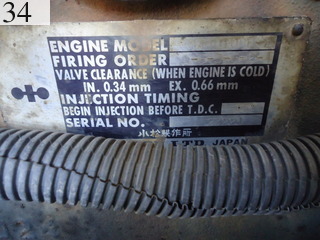 34
ENGINE MODEL
FIRING ORDER
VALVE CLEARANCE (WHEN ENGINE IS COLD)
IN. 0.34 mm EX. 0.66 mm
INJECTION TIMING
BEGIN INJECTION BEFORE T.D.C.
SERIAL NO.
小松製作所
LTD. JAPAN